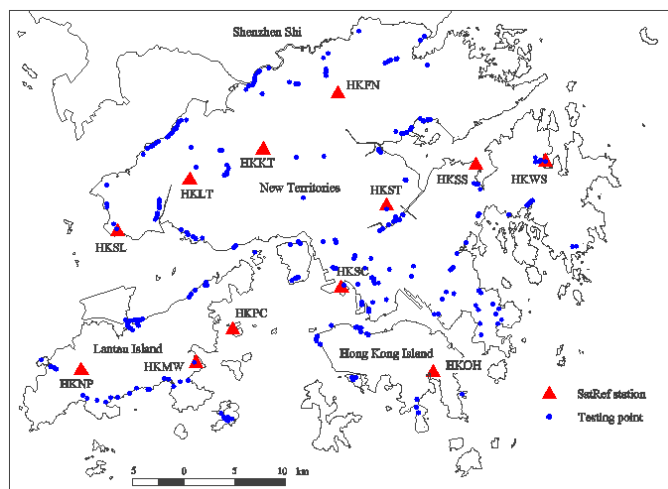 Shenzhen Shi
HKFN
HKKT
HKSS
HKWS
HKLT
New Territories
HKST
HKSL
HKSC
HKPC
Lantau Island
HKMW
Hong Kong Island
HKNP
HKOH
SatRef station
Testing point
5 0 5 10 km